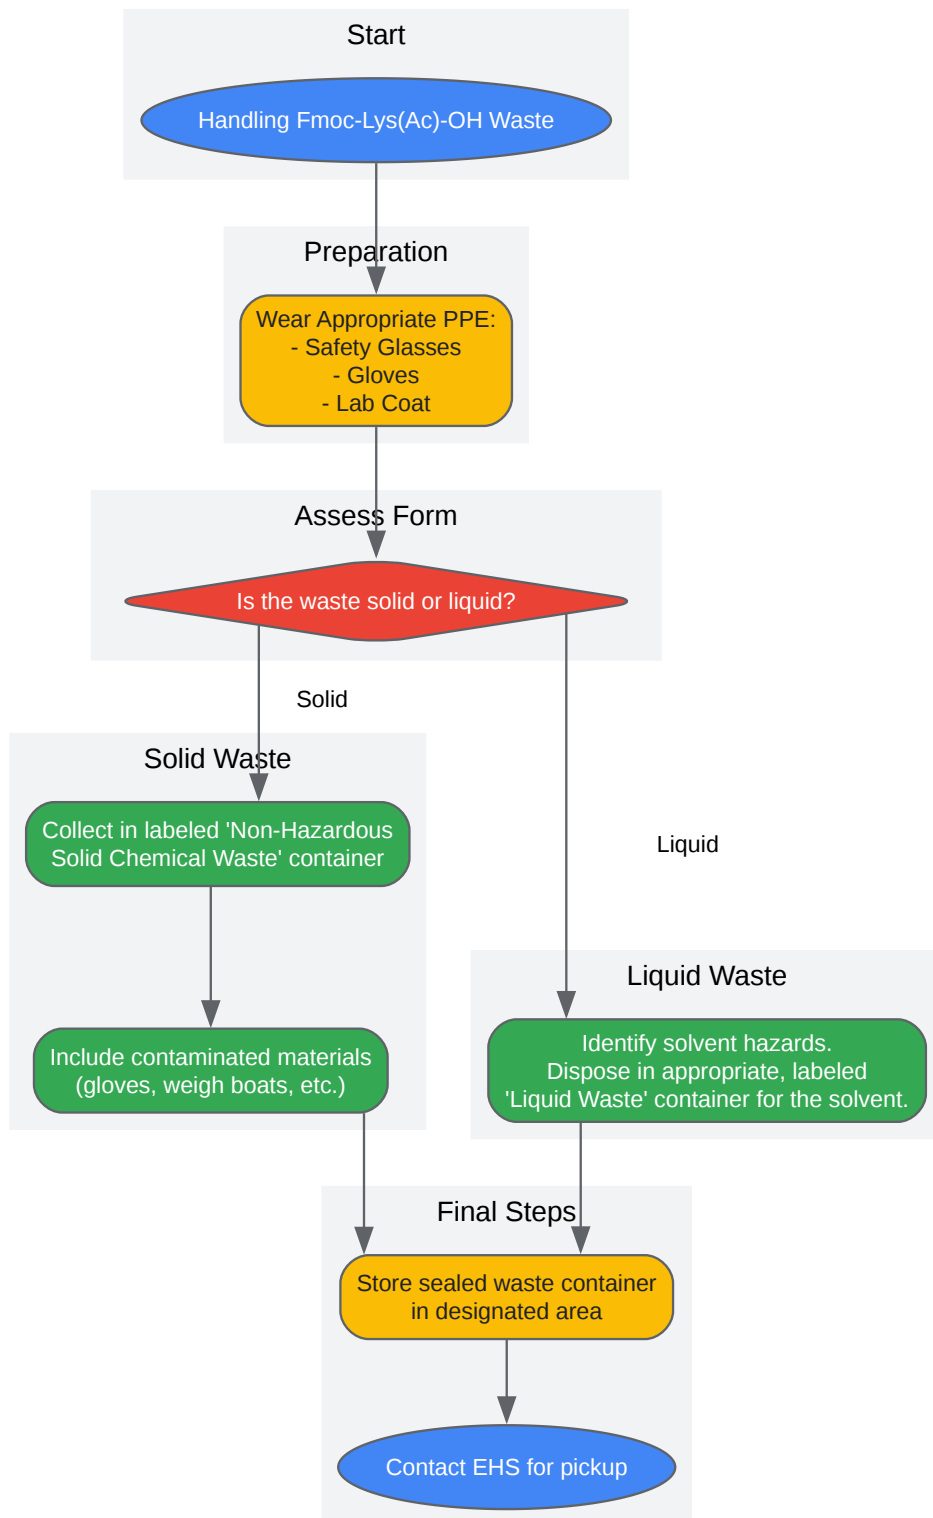 Start
Handling Fmoc-Lys(Ac)-OH Waste
Preparation
Wear Appropriate PPE:
- Safety Glasses
- Gloves
- Lab Coat
Assess Form
Is the waste solid or liquid?
Solid
Solid Waste
Collect in labeled 'Non-Hazardous
Solid Chemical Waste' container
Include contaminated materials
(gloves, weigh boats, etc.)
Liquid
Liquid Waste
Identify solvent hazards.
Dispose in appropriate, labeled
'Liquid Waste' container for the solvent.
Final Steps
Store sealed waste container
in designated area
Contact EHS for pickup